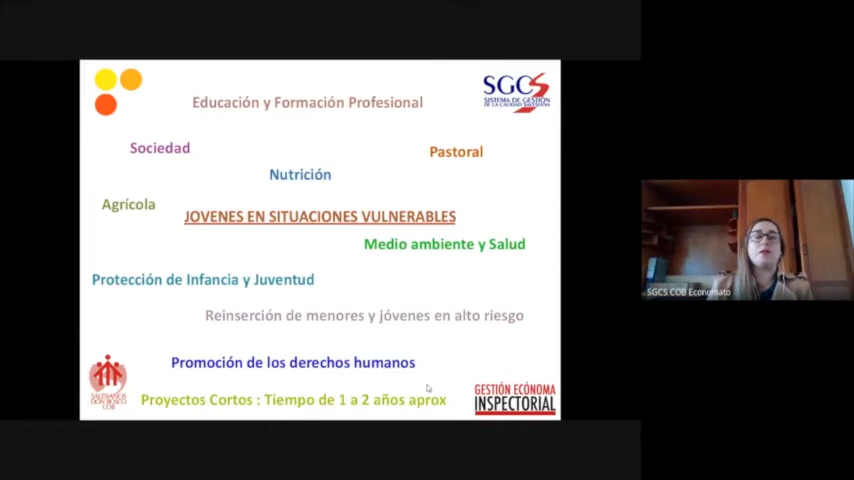 Educación y Formación Profesional
SGCS
SISTEMA DE GESTIÓN
DE LA CALIDAD SALESIANA
Sociedad
Pastoral
Nutrición
Agrícola
JOVENES EN SITUACIONES VULNERABLES
Medio ambiente y Salud
Protección de Infancia y Juventud
SGCS COB Economato
Reinserción de menores y jóvenes en alto riesgo
Promoción de los derechos humanos
SALESIANOS
DON BOSCO
COB
GESTIÓN ECÓNOMA
INSPECTORIAL
Proyectos Cortos : Tiempo de 1 a 2 años aprox